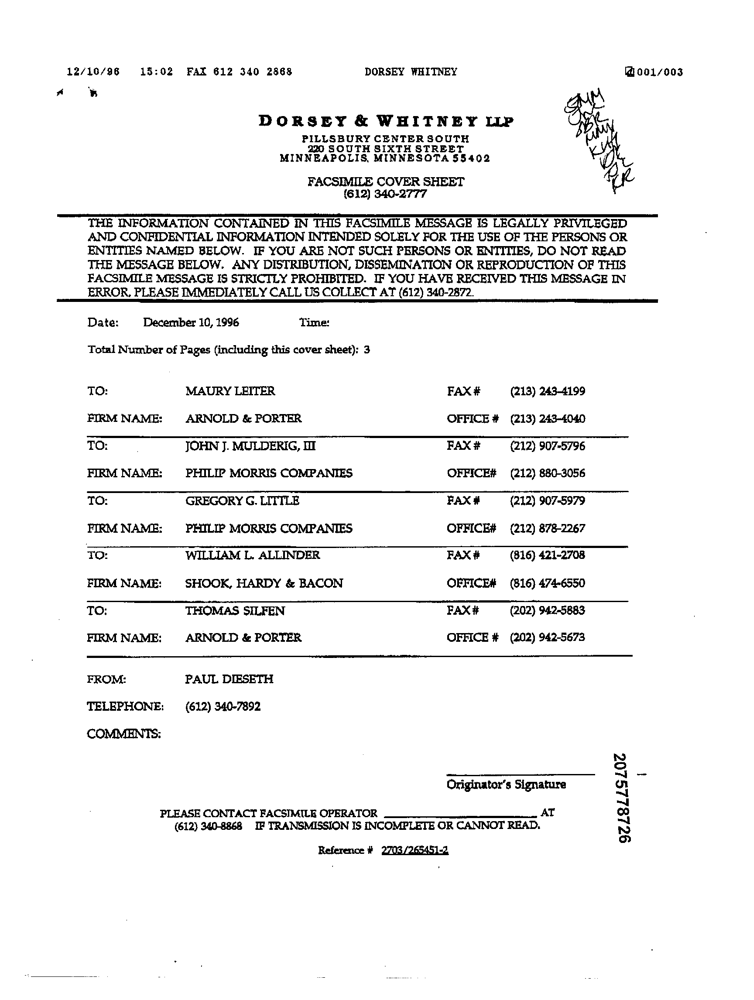 12/10/96 15:02 FAX 612 340 2868 DORSEY WHITNEY 001/003
DORSEY & WHITNEY LLP
PILLSBURY CENTER SOUTH
220 SOUTH SIXTH STREET
MINNEAPOLIS, MINNESOTA 55402
FACSIMILE COVER SHEET
(612) 340-2777
THE INFORMATION CONTAINED IN THIS FACSIMILE MESSAGE IS LEGALLY PRIVILEGED
AND CONFIDENTIAL INFORMATION INTENDED SOLELY FOR THE USE OF THE PERSONS OR
ENTITIES NAMED BELOW. IF YOU ARE NOT SUCH PERSONS OR ENTITIES, DO NOT READ
THE MESSAGE BELOW. ANY DISTRIBUTION, DISSEMINATION OR REPRODUCTION OF THIS
FACSIMILE MESSAGE IS STRICTLY PROHIBITED. IF YOU HAVE RECEIVED THIS MESSAGE IN
ERROR, PLEASE IMMEDIATELY CALL US COLLECT AT (612) 340-2872.
Date: December 10, 1996 Time:
Total Number of Pages (including this cover sheet): 3
TO: MAURY LEITER FAX # (213) 243-4199
FIRM NAME: ARNOLD & PORTER OFFICE # (213) 243-4040
TO: JOHN J. MULDERIG, III FAX # (212) 907-5796
FIRM NAME: PHILIP MORRIS COMPANIES OFFICE# (212) 880-3056
TO: GREGORY G. LITTLE FAX # (212) 907-5979
FIRM NAME: PHILIP MORRIS COMPANIES OFFICE# (212) 878-2267
TO: WILLIAM L. ALLINDER FAX # (816) 421-2708
FIRM NAME: SHOOK, HARDY & BACON OFFICE# (816) 474-6550
TO: THOMAS SILFEN FAX # (202) 942-5883
FIRM NAME: ARNOLD & PORTER OFFICE # (202) 942-5673
FROM: PAUL DIESETH
TELEPHONE: (612) 340-7892
COMMENTS:
Originator's Signature
PLEASE CONTACT FACSIMILE OPERATOR ____ AT
(612) 340-8868 IF TRANSMISSION IS INCOMPLETE OR CANNOT READ.
Reference # 2703/265451-2
2075778726